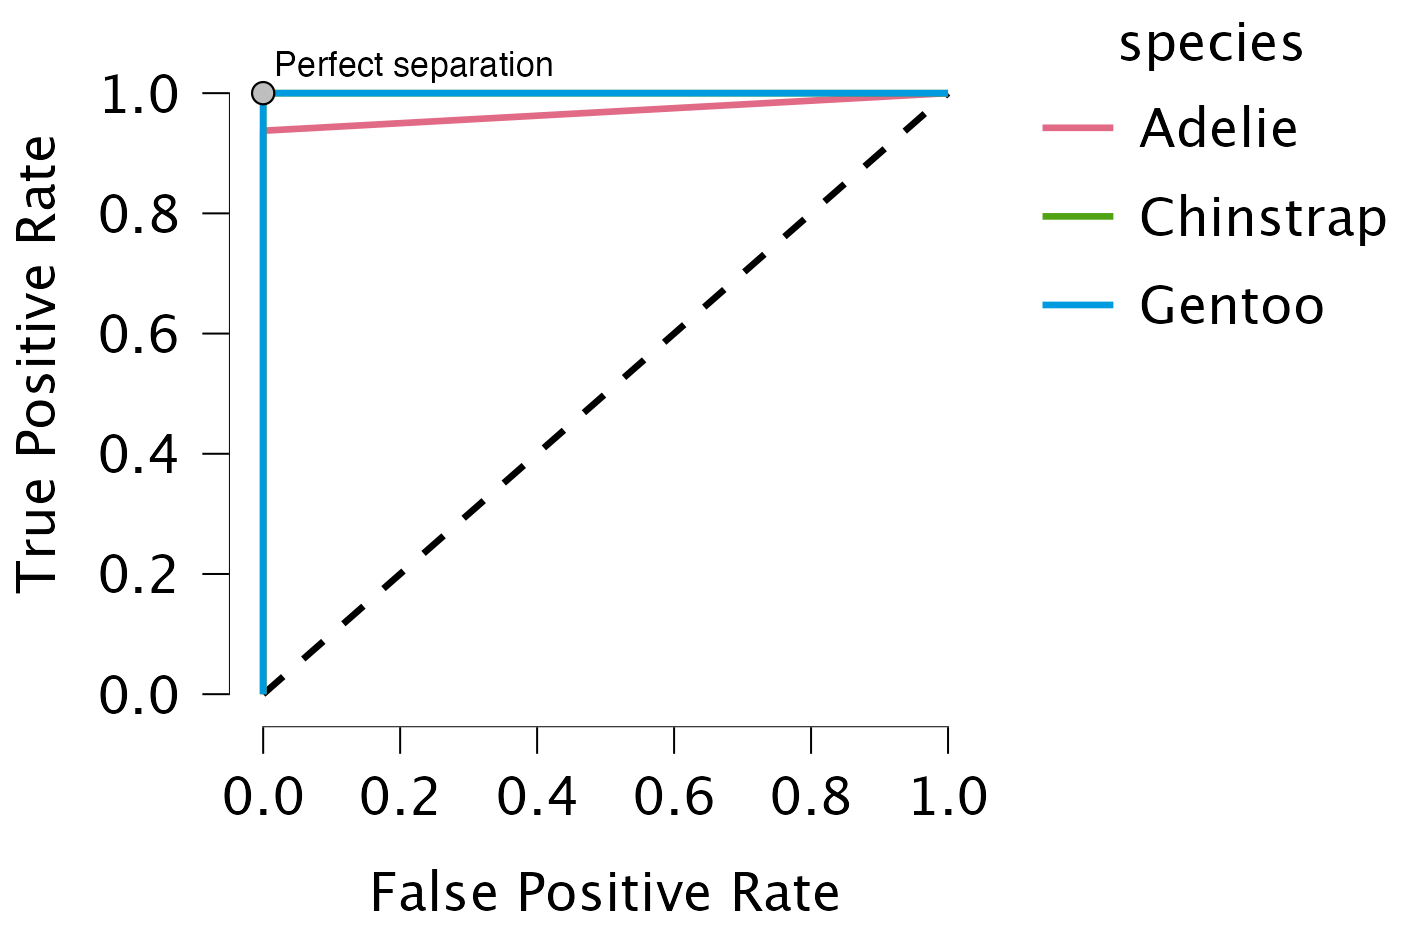 Perfect separation
species
Adelie
Chinstrap
Gentoo
True Positive Rate
1.0
0.8
0.6
0.4
0.2
0.0
0.0 0.2 0.4 0.6 0.8 1.0
False Positive Rate